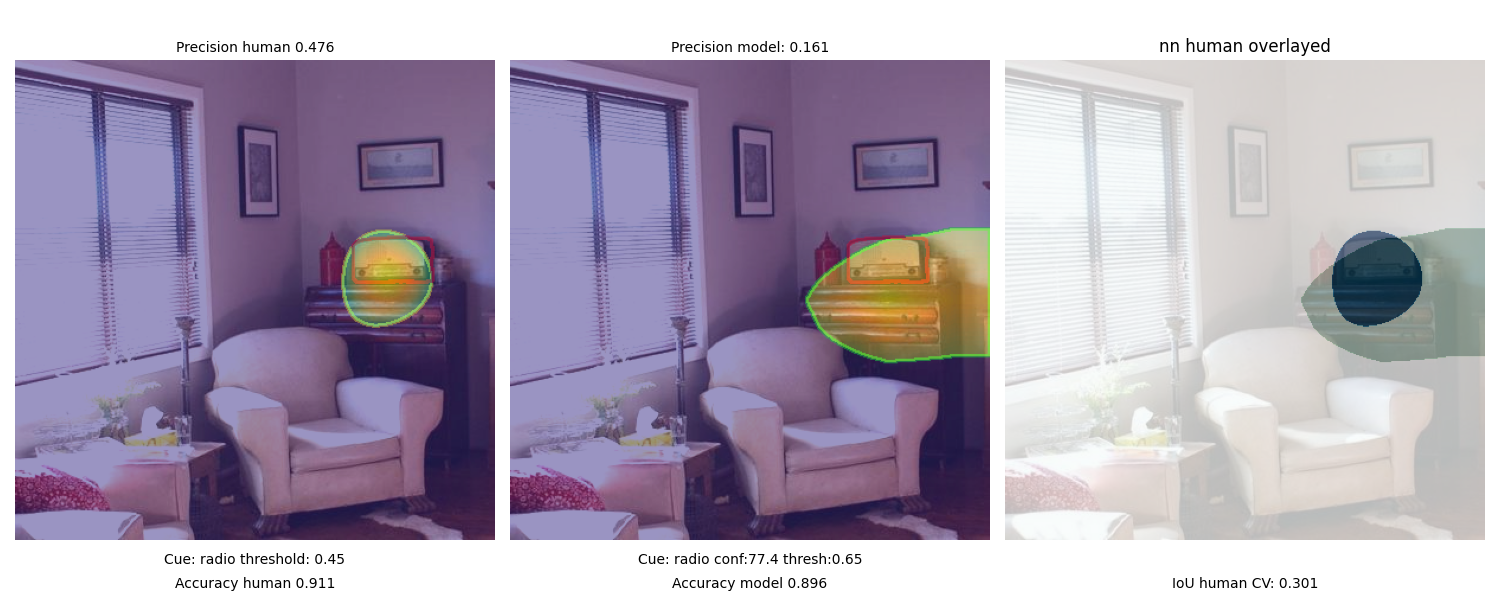 Precision human 0.476
Precision model: 0.161
nn human overlayed
Cue: radio threshold: 0.45
Cue: radio conf:77.4 thresh:0.65
Accuracy human 0.911
Accuracy model 0.896
IoU human CV: 0.301